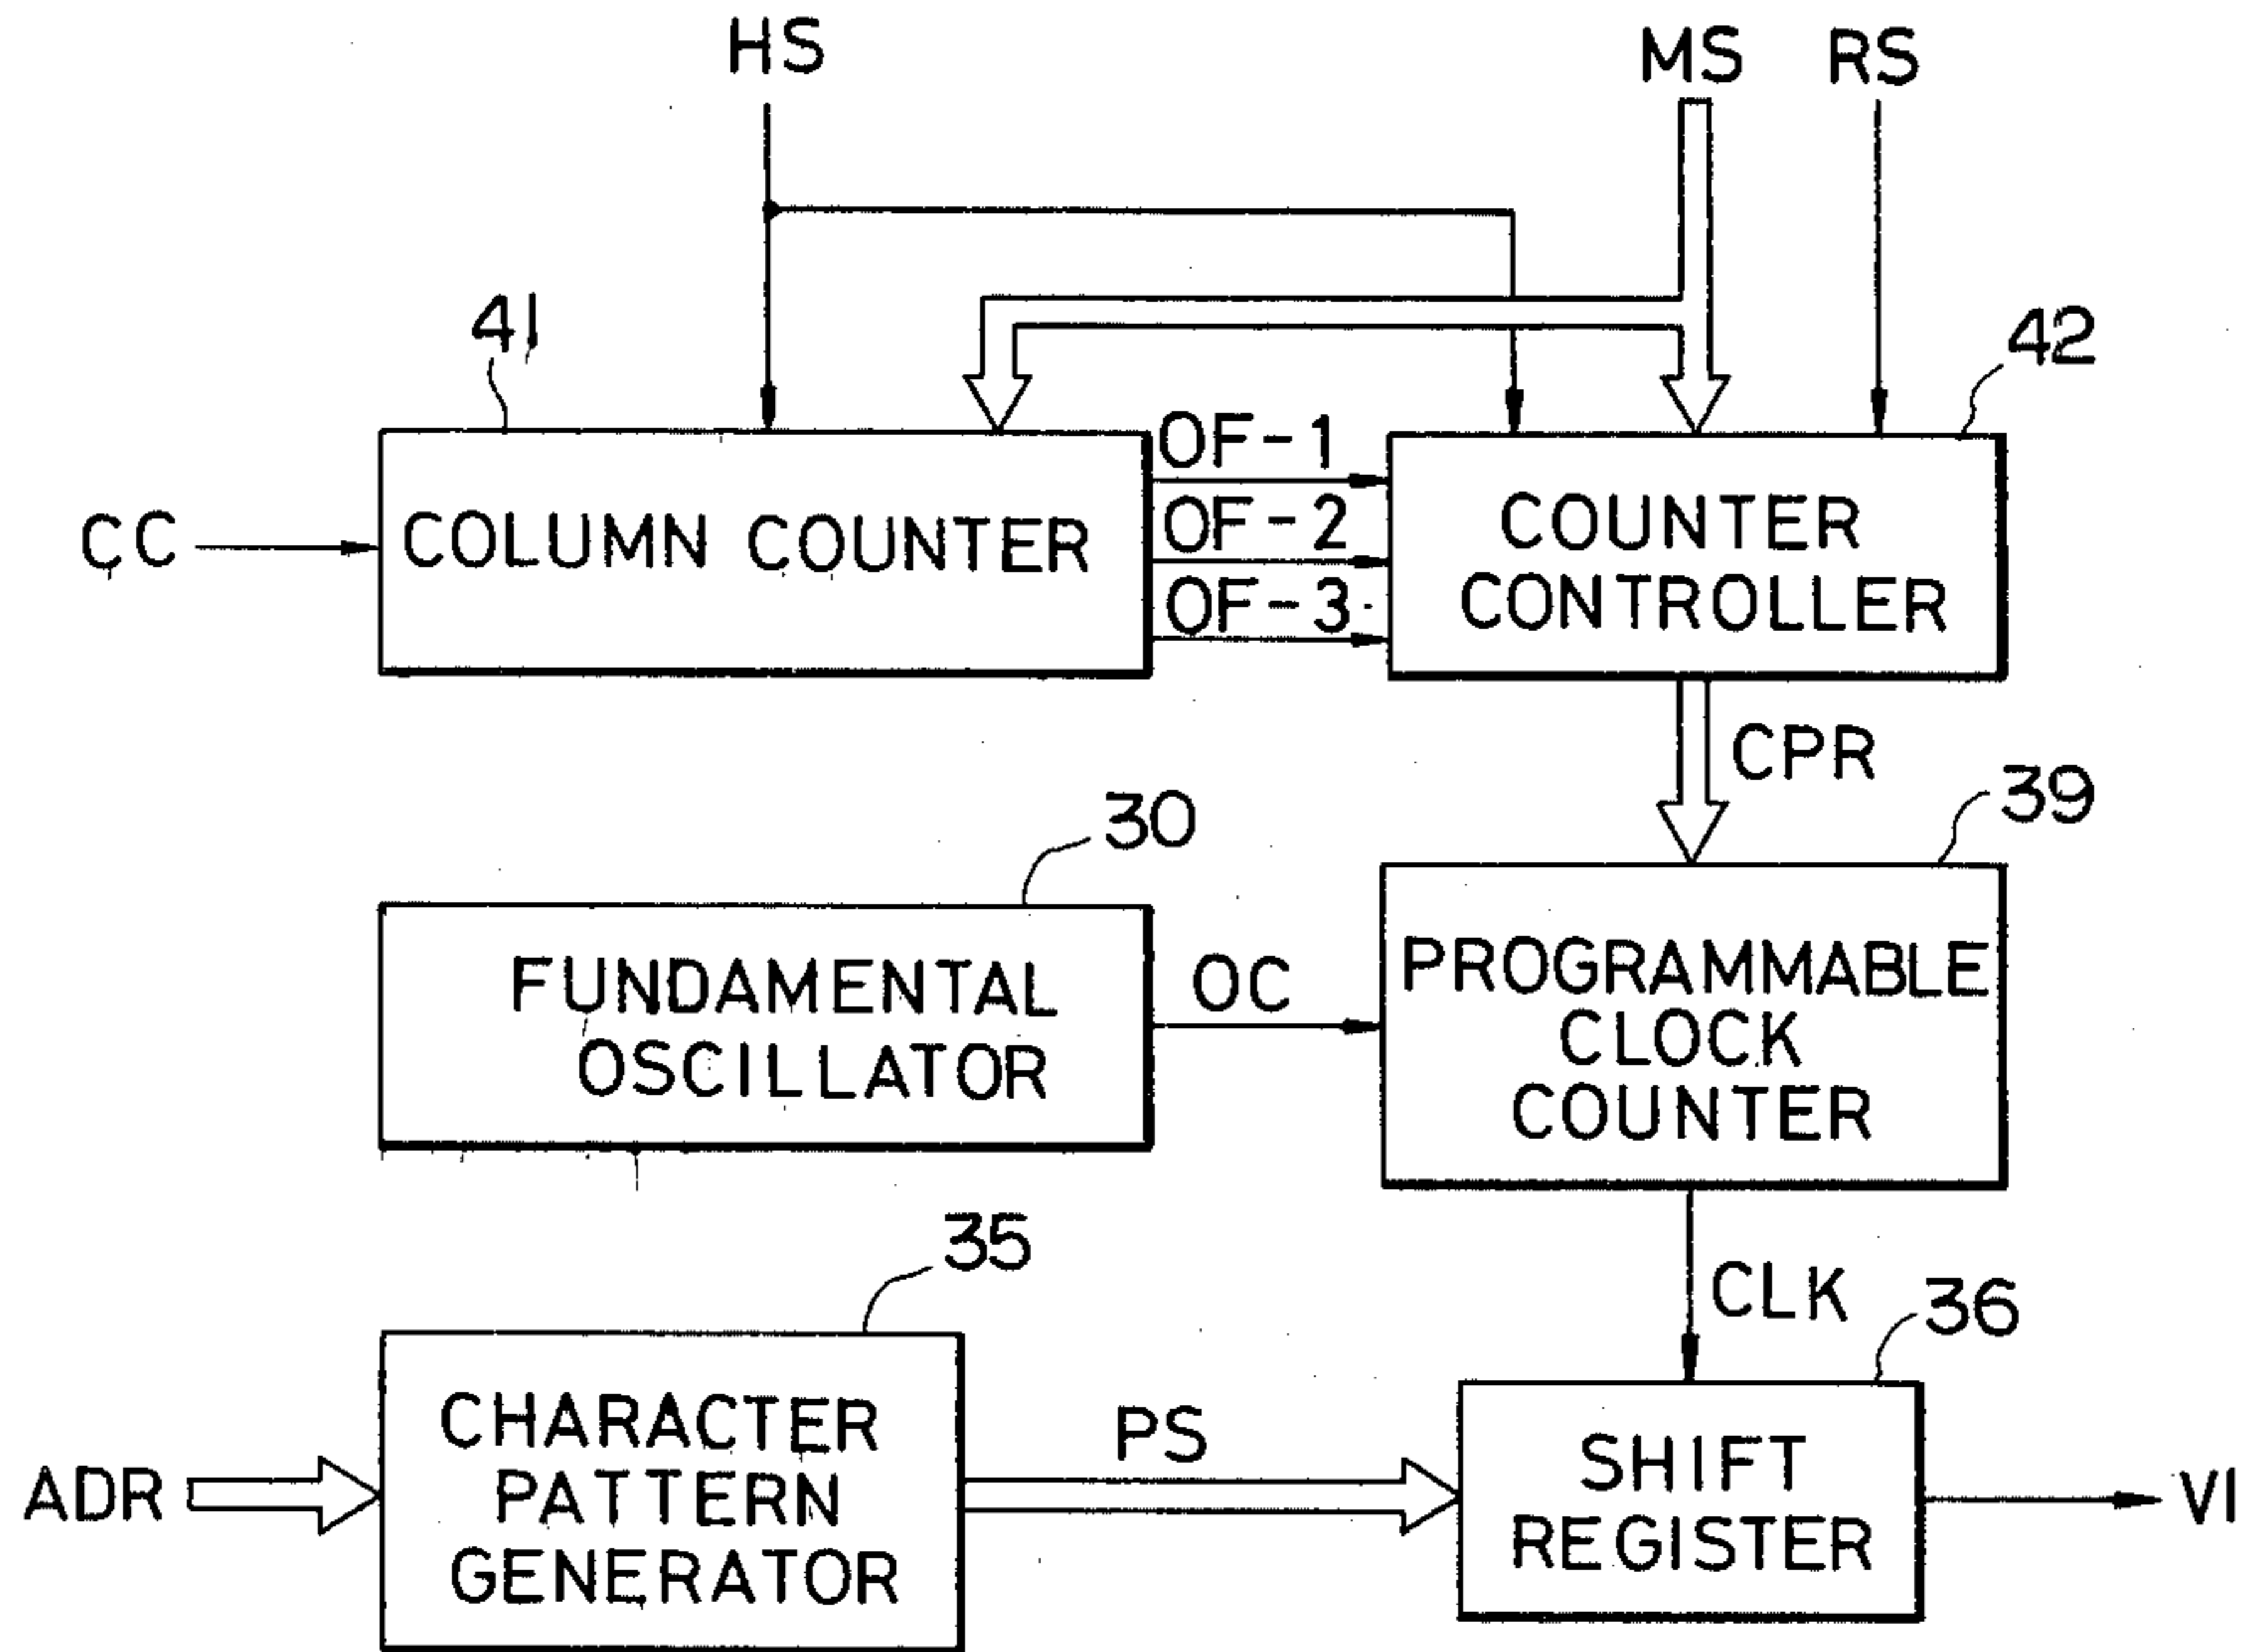 HS
MS
RS
41
42
CC
COLUMN COUNTER
OF-1
OF-2
OF-3
COUNTER
CONTROLLER
CPR
30
39
FUNDAMENTAL
OSCILLATOR
OC
PROGRAMMABLE
CLOCK
COUNTER
35
CLK
36
ADR
CHARACTER
PATTERN
GENERATOR
PS
SHIFT
REGISTER
VI